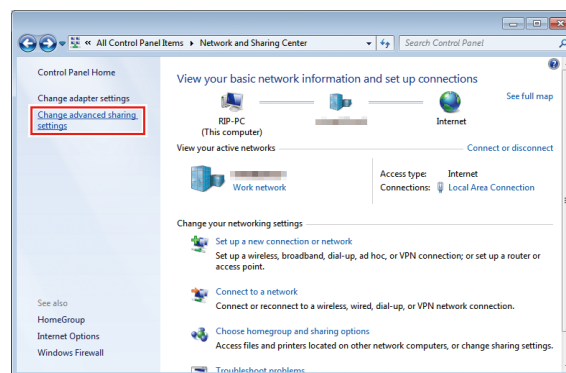 « All Control Panel Items ▸ Network and Sharing Center
Search Control Panel
Control Panel Home
Change adapter settings
Change advanced sharing
settings
See also
HomeGroup
Internet Options
Windows Firewall
View your basic network information and set up connections
See full map
RIP-PC
(This computer)
Internet
View your active networks
Connect or disconnect
Work network
Access type: Internet
Connections: Local Area Connection
Change your networking settings
Set up a new connection or network
Set up a wireless, broadband, dial-up, ad hoc, or VPN connection; or set up a router or
access point.
Connect to a network
Connect or reconnect to a wireless, wired, dial-up, or VPN network connection.
Choose homegroup and sharing options
Access files and printers located on other network computers, or change sharing settings.
Troubleshoot problems